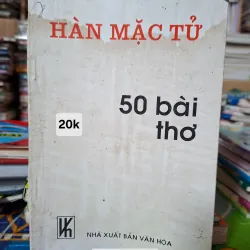 HÀN MẶC TỬ
50 bài
thơ
20k
NHÀ XUẤT BẢN VĂN HÓA